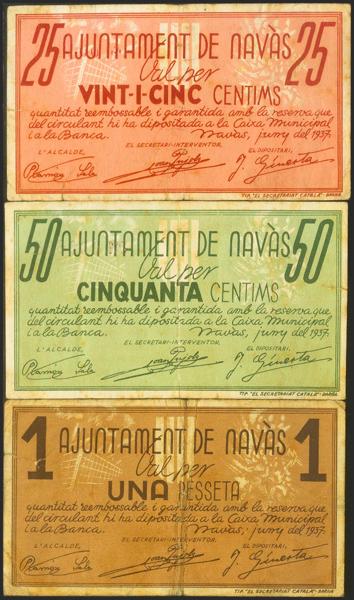 25 AJUNTAMENT DE NAVÀS 25
Val per
VINT-I-CINC CENTIMS
quantitat reembossable i garantida amb la reserva que
del circulant hi ha dipositada a la Caixa Municipal
i a la Banca. Navàs, juny del 1937.
L'ALCALDE, EL SECRETARI-INTERVENTOR, EL DIPOSITARI,
J. Ginesta
TIP. "EL SECRETARIAT CATALÀ"-BARNA
50 AJUNTAMENT DE NAVÀS 50
Val per
CINQUANTA CENTIMS
quantitat reembossable i garantida amb la reserva que
del circulant hi ha dipositada a la Caixa Municipal
i a la Banca. Navàs, juny del 1937.
L'ALCALDE, EL SECRETARI-INTERVENTOR, EL DIPOSITARI,
J. Ginesta
TIP. "EL SECRETARIAT CATALÀ"-BARNA
1 AJUNTAMENT DE NAVÀS 1
Val per
UNA PESSETA
quantitat reembossable i garantida amb la reserva que
del circulant hi ha dipositada a la Caixa Municipal
i a la Banca. Navàs, juny del 1937.
L'ALCALDE, EL SECRETARI-INTERVENTOR, EL DIPOSITARI,
J. Ginesta
TIP. "EL SECRETARIAT CATALÀ"-BARNA